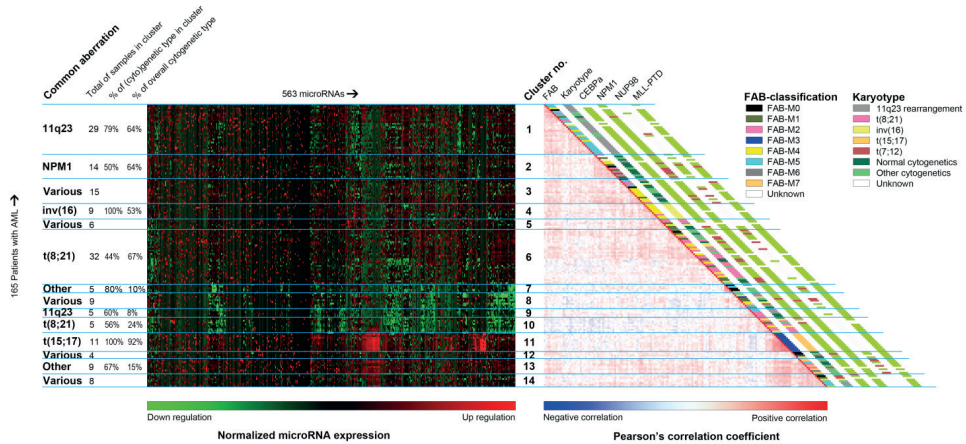 Common aberration
Total of samples in cluster
% of (cyto)genetic type in cluster
% of overall cytogenetic type
563 microRNAs →
Cluster no.
FAB
Karyotype
CEBPa
NPM1
NUP98
MLL-PTD
165 Patients with AML →
11q23 29 79% 64% 1
NPM1 14 50% 64% 2
Various 15 3
inv(16) 9 100% 53% 4
Various 6 5
t(8;21) 32 44% 67% 6
Other 5 80% 10% 7
Various 9 8
11q23 5 60% 8% 9
t(8;21) 5 56% 24% 10
t(15;17) 11 100% 92% 11
Various 4 12
Other 9 67% 15% 13
Various 8 14
FAB-classification
FAB-M0
FAB-M1
FAB-M2
FAB-M3
FAB-M4
FAB-M5
FAB-M6
FAB-M7
Unknown
Karyotype
11q23 rearrangement
t(8;21)
inv(16)
t(15;17)
t(7;12)
Normal cytogenetics
Other cytogenetics
Unknown
Down regulation Up regulation
Normalized microRNA expression
Negative correlation Positive correlation
Pearson's correlation coefficient